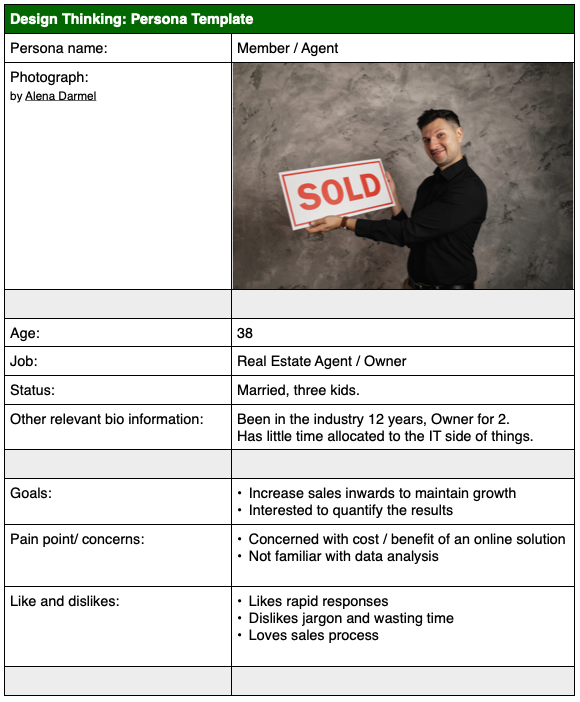 Design Thinking: Persona Template
Persona name:
Member / Agent
Photograph:
by Alena Darmel
SOLD
Age:
38
Job:
Real Estate Agent / Owner
Status:
Married, three kids.
Other relevant bio information:
Been in the industry 12 years, Owner for 2.
Has little time allocated to the IT side of things.
Goals:
• Increase sales inwards to maintain growth
• Interested to quantify the results
Pain point/ concerns:
• Concerned with cost / benefit of an online solution
• Not familiar with data analysis
Like and dislikes:
• Likes rapid responses
• Dislikes jargon and wasting time
• Loves sales process